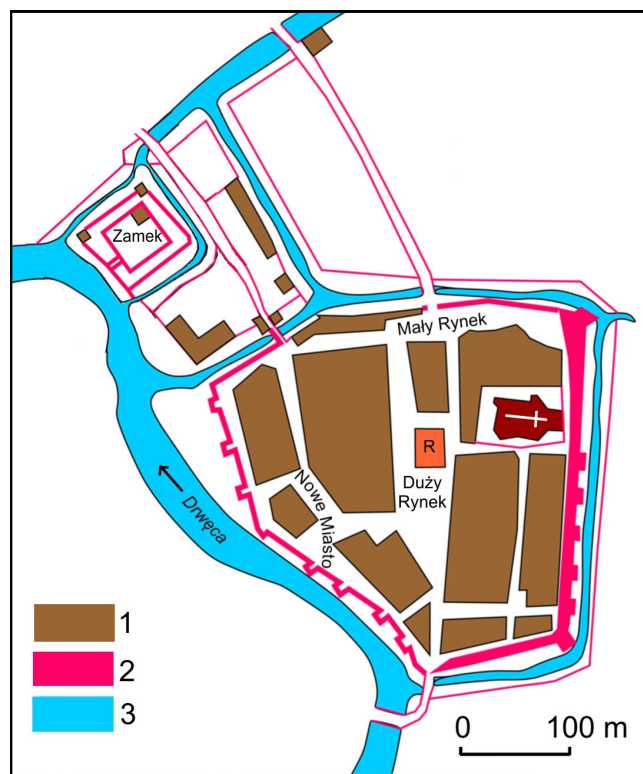 Zamek
Mały Rynek
R
Duży
Rynek
Nowe Miasto
Drwęca
1
2
3
0 100 m